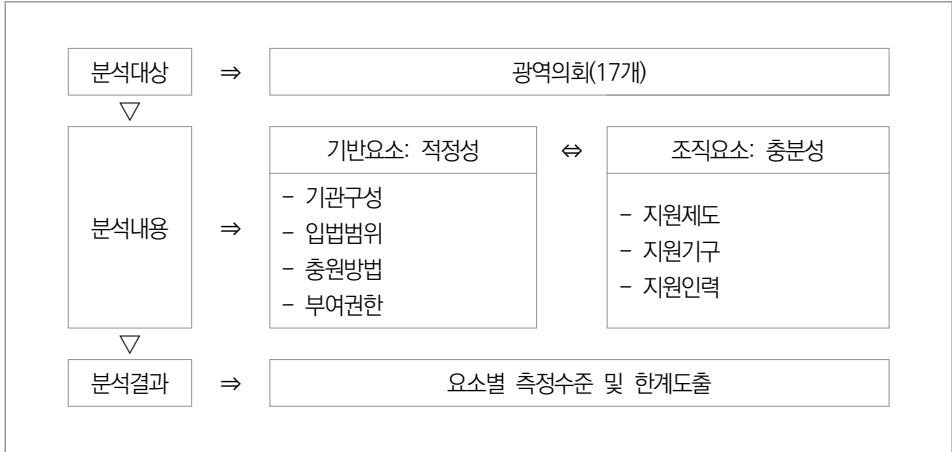 분석대상 ⇒ 광역의회(17개)
▽
분석내용 ⇒
기반요소: 적정성 ⇔ 조직요소: 충분성
- 기관구성
- 입법범위
- 충원방법
- 부여권한
- 지원제도
- 지원기구
- 지원인력
▽
분석결과 ⇒ 요소별 측정수준 및 한계도출